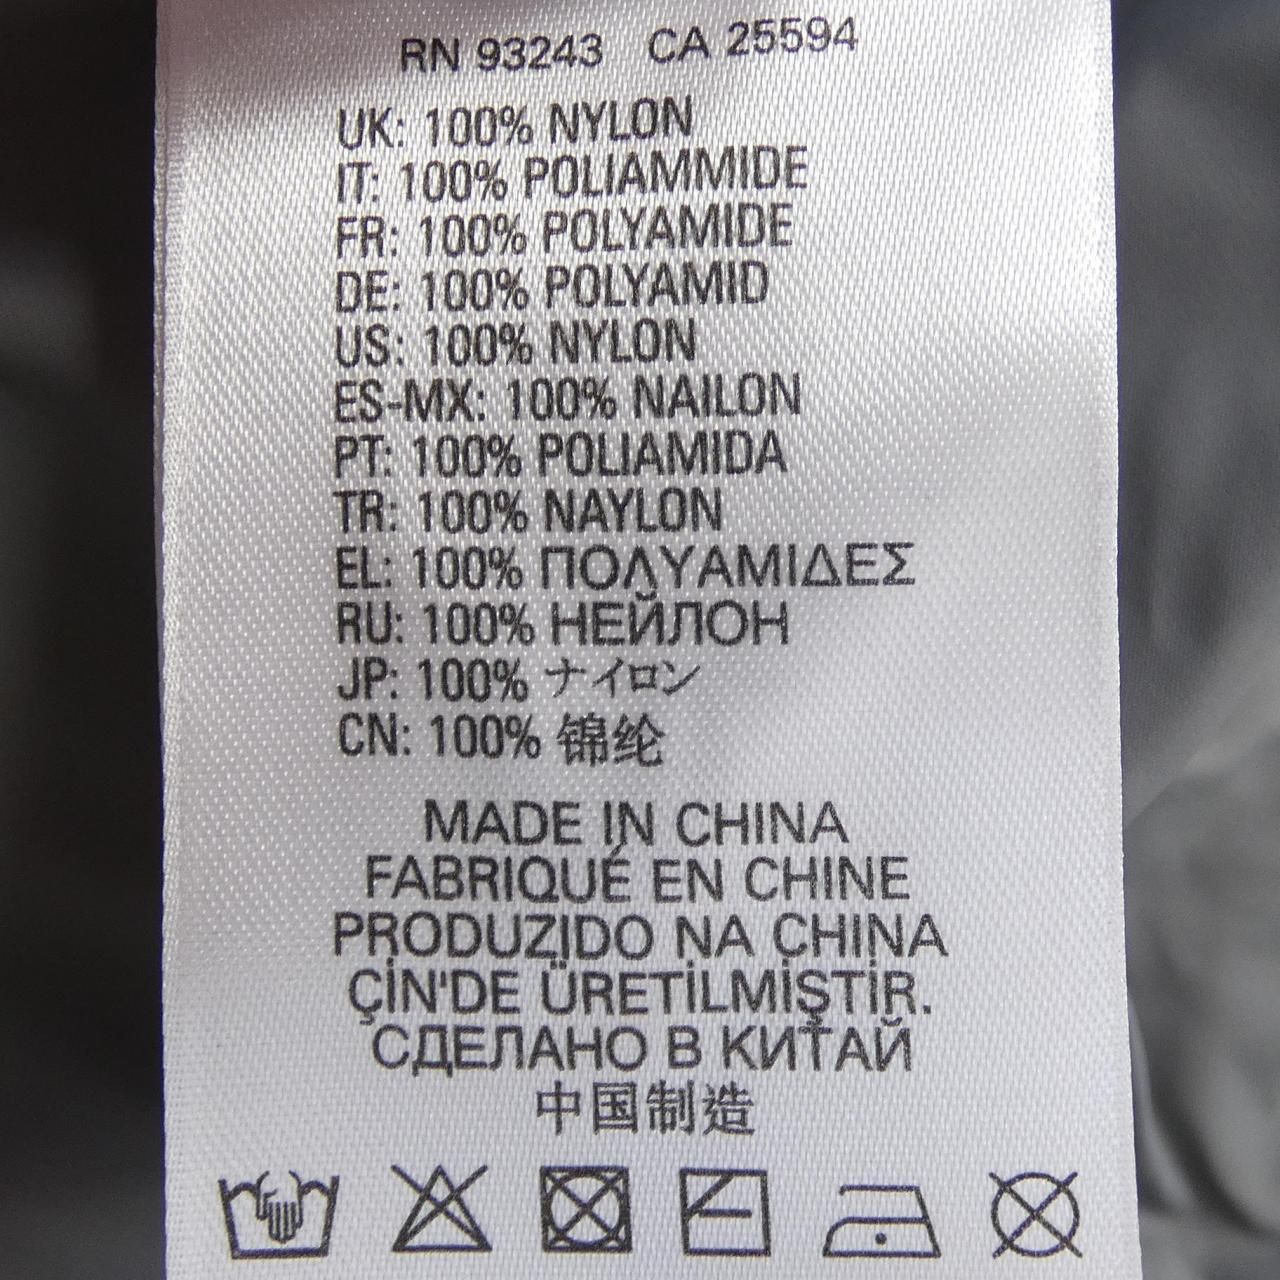 RN 93243 CA 25594
UK: 100% NYLON
IT: 100% POLIAMMIDE
FR: 100% POLYAMIDE
DE: 100% POLYAMID
US: 100% NYLON
ES-MX: 100% NAILON
PT: 100% POLIAMIDA
TR: 100% NAYLON
EL: 100% ΠΟΛΥΑΜΙΔΕΣ
RU: 100% НЕЙЛОН
JP: 100% ナイロン
CN: 100% 锦纶
MADE IN CHINA
FABRIQUÉ EN CHINE
PRODUZIDO NA CHINA
ÇİN'DE ÜRETİLMİŞTİR.
СДЕЛАНО В КИТАЙ
中国制造